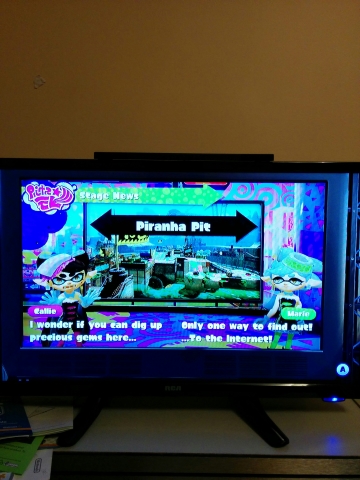 Stage News
Piranha Pit
Callie
I wonder if you can dig up
precious gems here...
Marie
Only one way to find out!
...To the Internet!
A
RCA